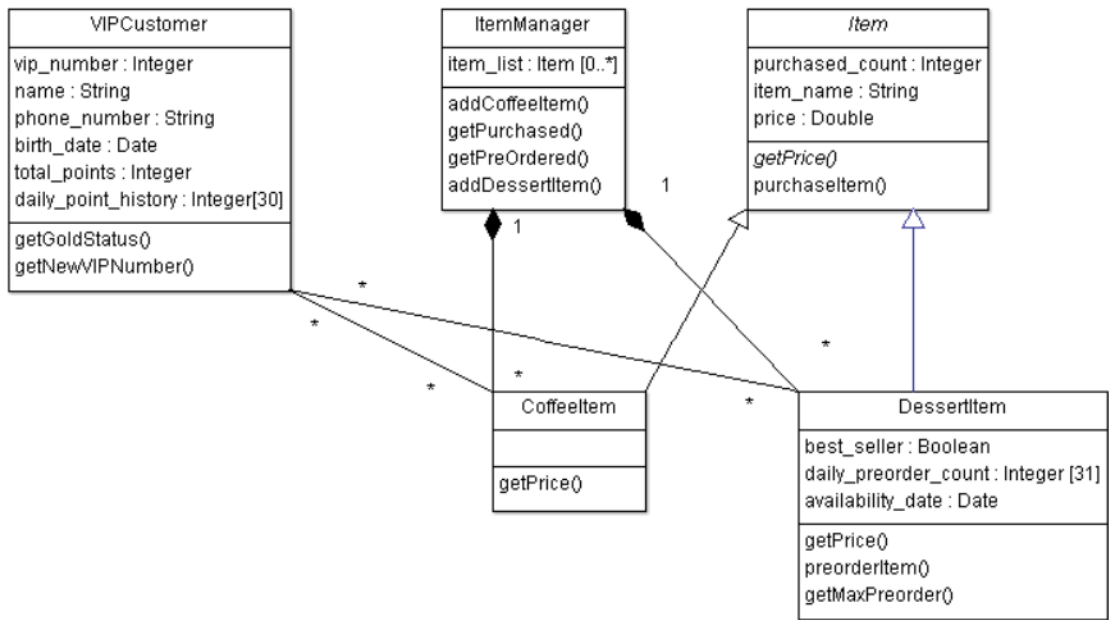 VIPCustomer
vip_number : Integer
name : String
phone_number : String
birth_date : Date
total_points : Integer
daily_point_history : Integer[30]
getGoldStatus()
getNewVIPNumber()
ItemManager
item_list : Item [0..*]
addCoffeeItem()
getPurchased()
getPreOrdered()
addDessertItem()
Item
purchased_count : Integer
item_name : String
price : Double
getPrice()
purchaseItem()
1
1
*
*
*
*
*
*
CoffeeItem
getPrice()
DessertItem
best_seller : Boolean
daily_preorder_count : Integer [31]
availability_date : Date
getPrice()
preorderItem()
getMaxPreorder()